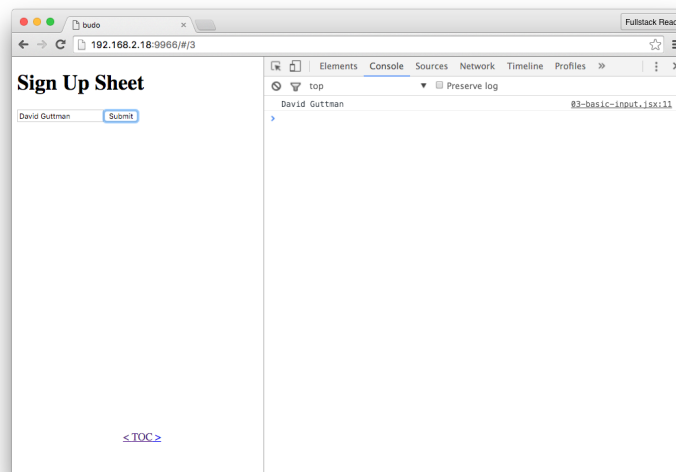 budo
Fullstack Reac
192.168.2.18:9966/#/3
Elements Console Sources Network Timeline Profiles »
top Preserve log
Sign Up Sheet
David Guttman Submit
David Guttman 03-basic-input.jsx:11
< TOC >